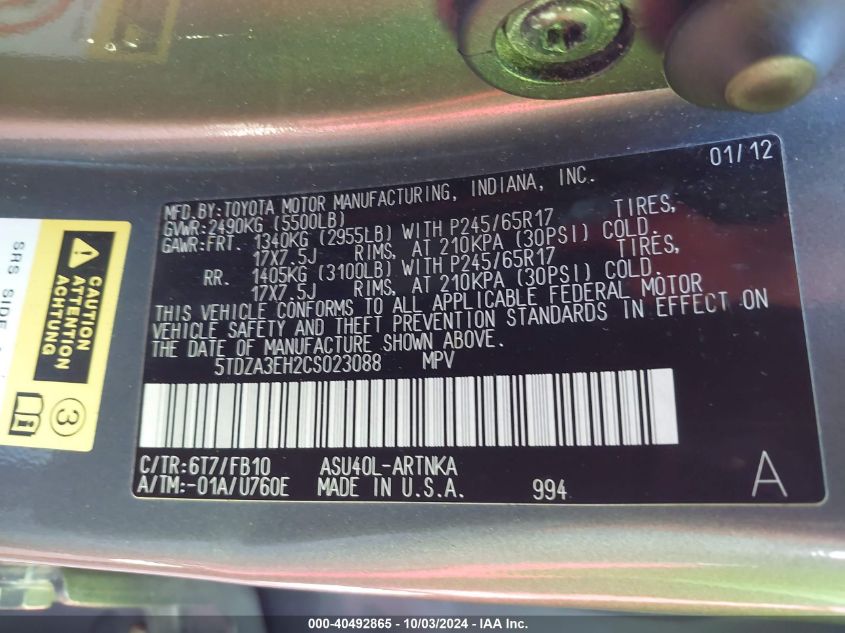 01/12
MFD.BY:TOYOTA MOTOR MANUFACTURING, INDIANA, INC.
GVWR:2490KG (5500LB)
GAWR:FRT. 1340KG (2955LB) WITH P245/65R17 TIRES,
17X7.5J RIMS, AT 210KPA (30PSI) COLD.
RR. 1405KG (3100LB) WITH P245/65R17 TIRES,
17X7.5J RIMS, AT 210KPA (30PSI) COLD.
THIS VEHICLE CONFORMS TO ALL APPLICABLE FEDERAL MOTOR
VEHICLE SAFETY AND THEFT PREVENTION STANDARDS IN EFFECT ON
THE DATE OF MANUFACTURE SHOWN ABOVE.
5TDZA3EH2CS023088 MPV
C/TR:6T7/FB10 ASU40L-ARTNKA
A/TM:-01A/U760E MADE IN U.S.A. 994 A
SRS SIDE
CAUTION
ATTENTION
ACHTUNG
3
000-40492865 - 10/03/2024 - IAA Inc.